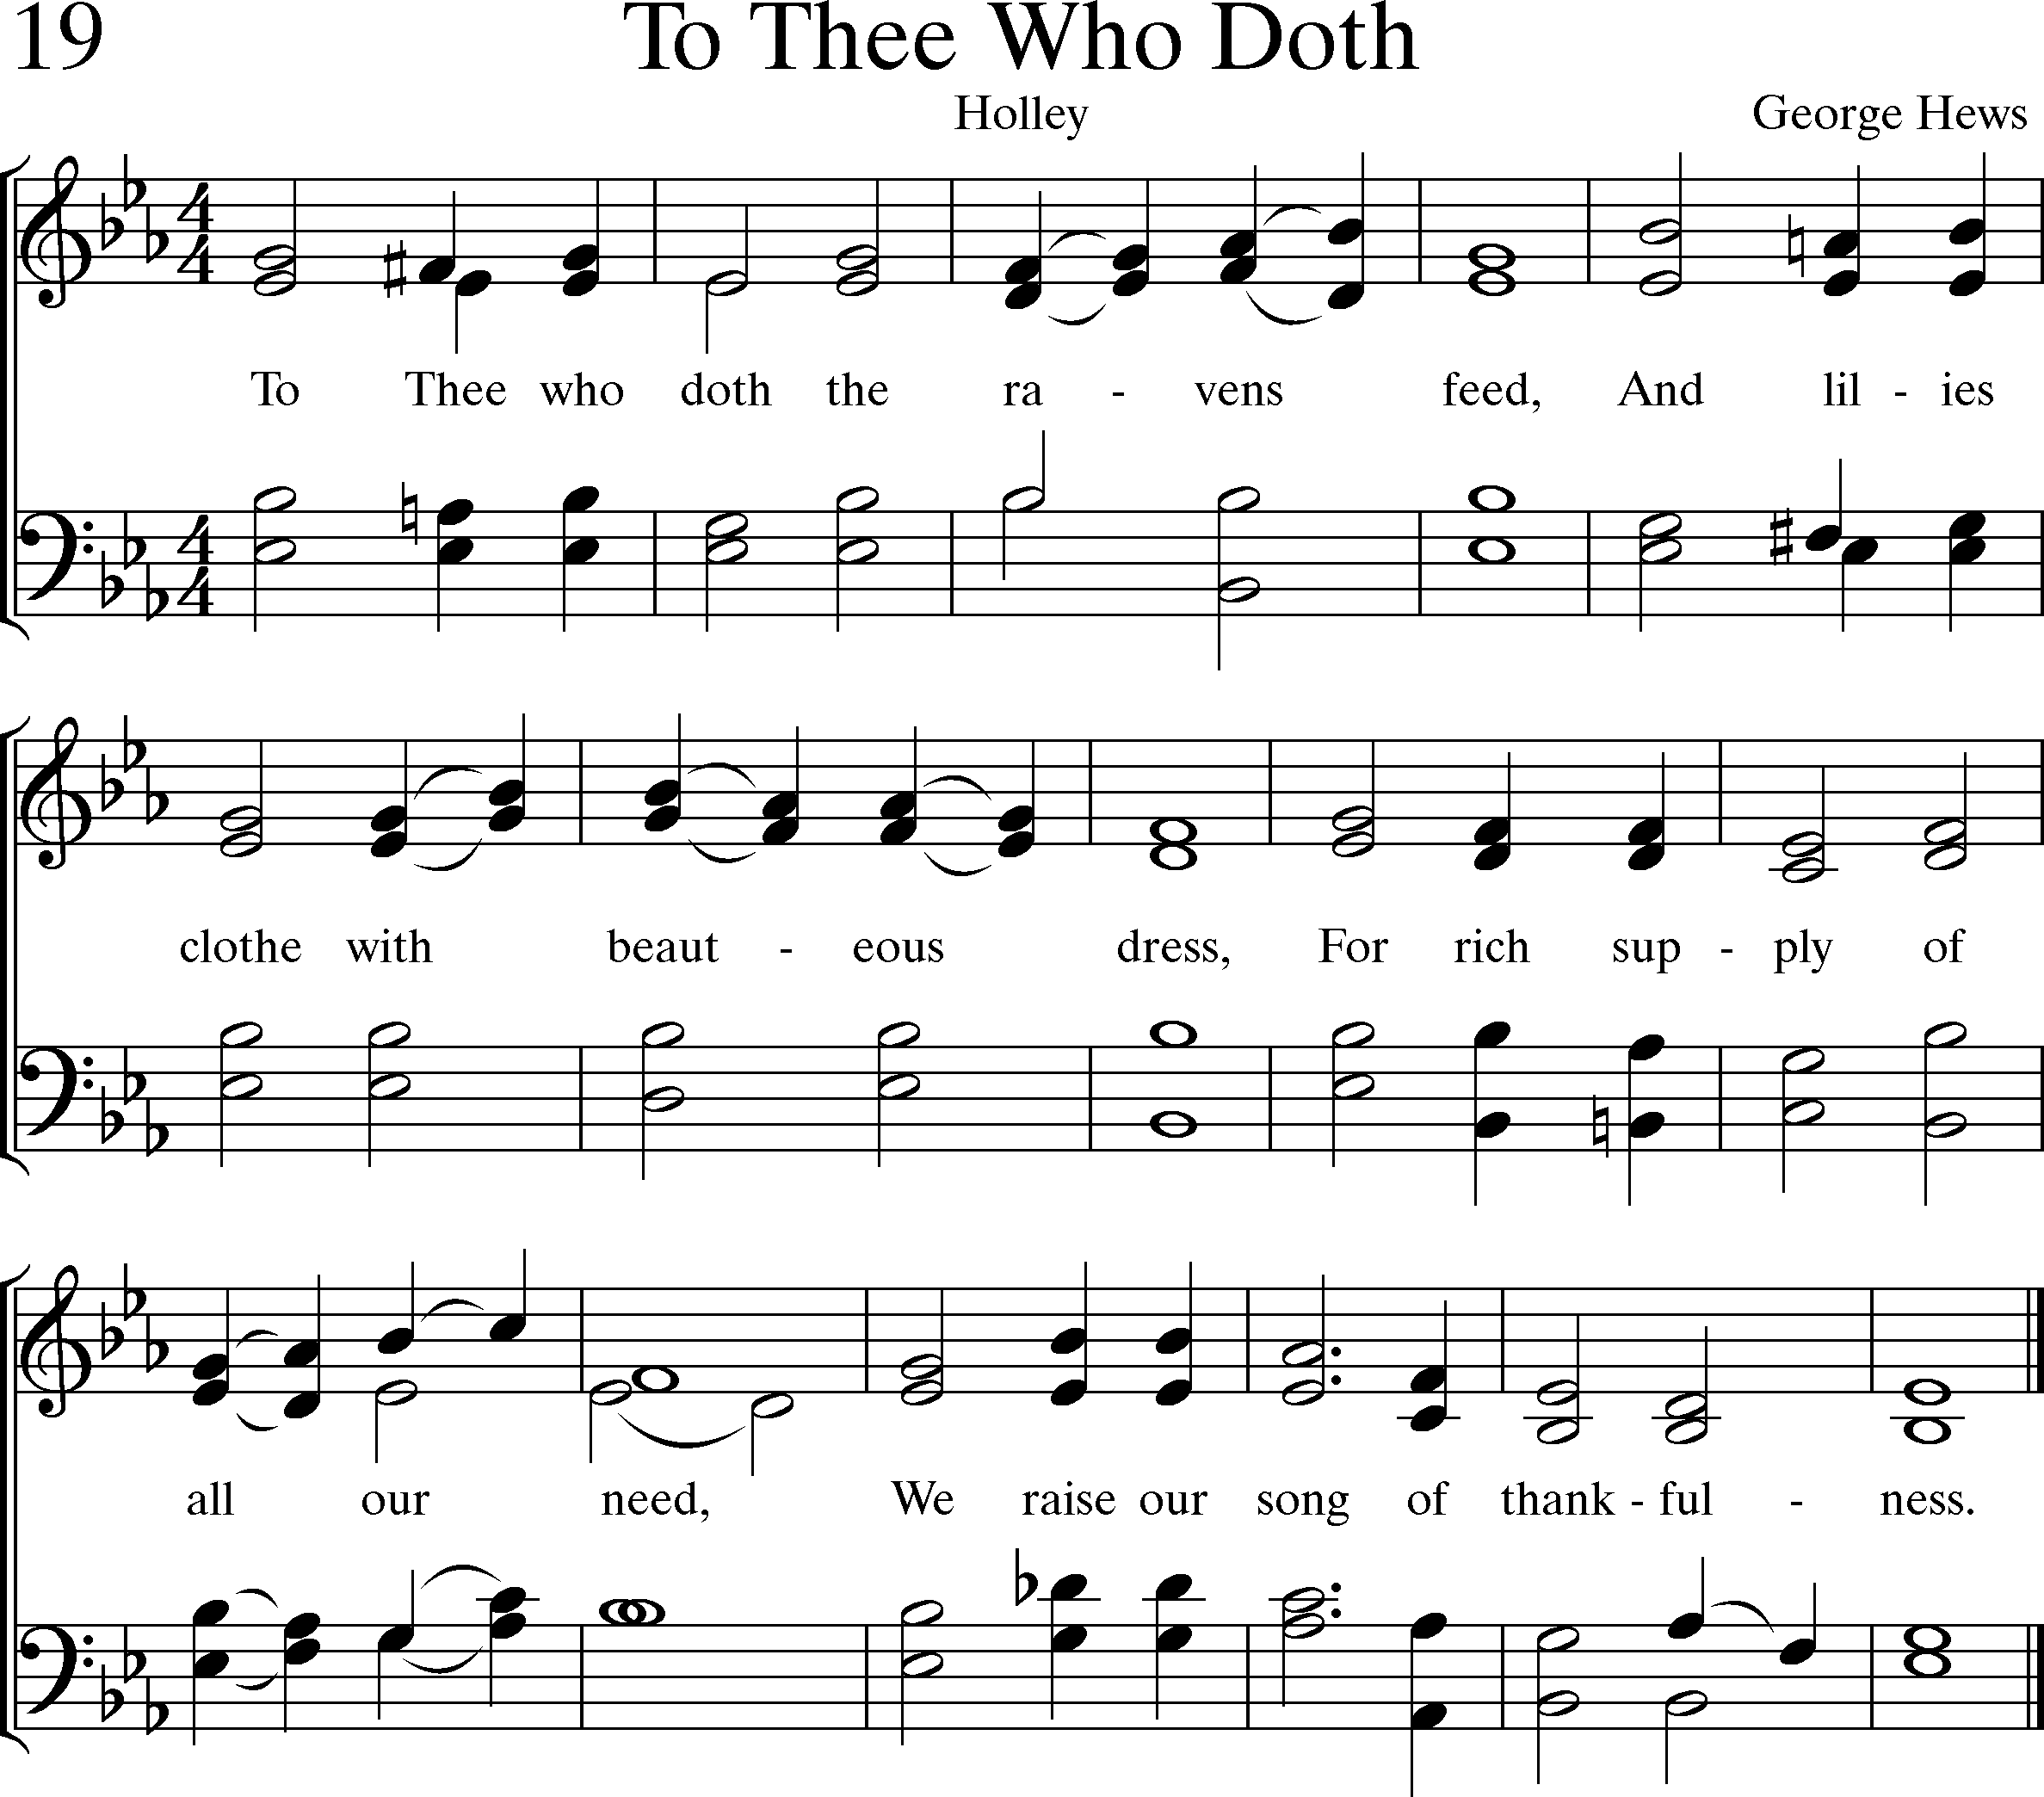 19 To Thee Who Doth
Holley George Hews
To Thee who doth the ra - vens feed, And lil - ies
clothe with beaut - eous dress, For rich sup - ply of
all our need, We raise our song of thank - ful - ness.